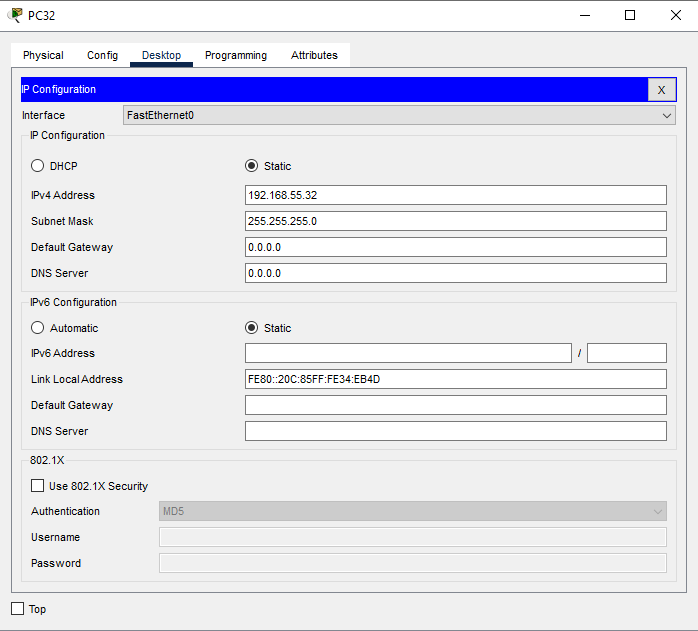 PC32
Physical Config Desktop Programming Attributes
IP Configuration X
Interface FastEthernet0
IP Configuration
DHCP Static
IPv4 Address 192.168.55.32
Subnet Mask 255.255.255.0
Default Gateway 0.0.0.0
DNS Server 0.0.0.0
IPv6 Configuration
Automatic Static
IPv6 Address /
Link Local Address FE80::20C:85FF:FE34:EB4D
Default Gateway
DNS Server
802.1X
Use 802.1X Security
Authentication MD5
Username
Password
Top